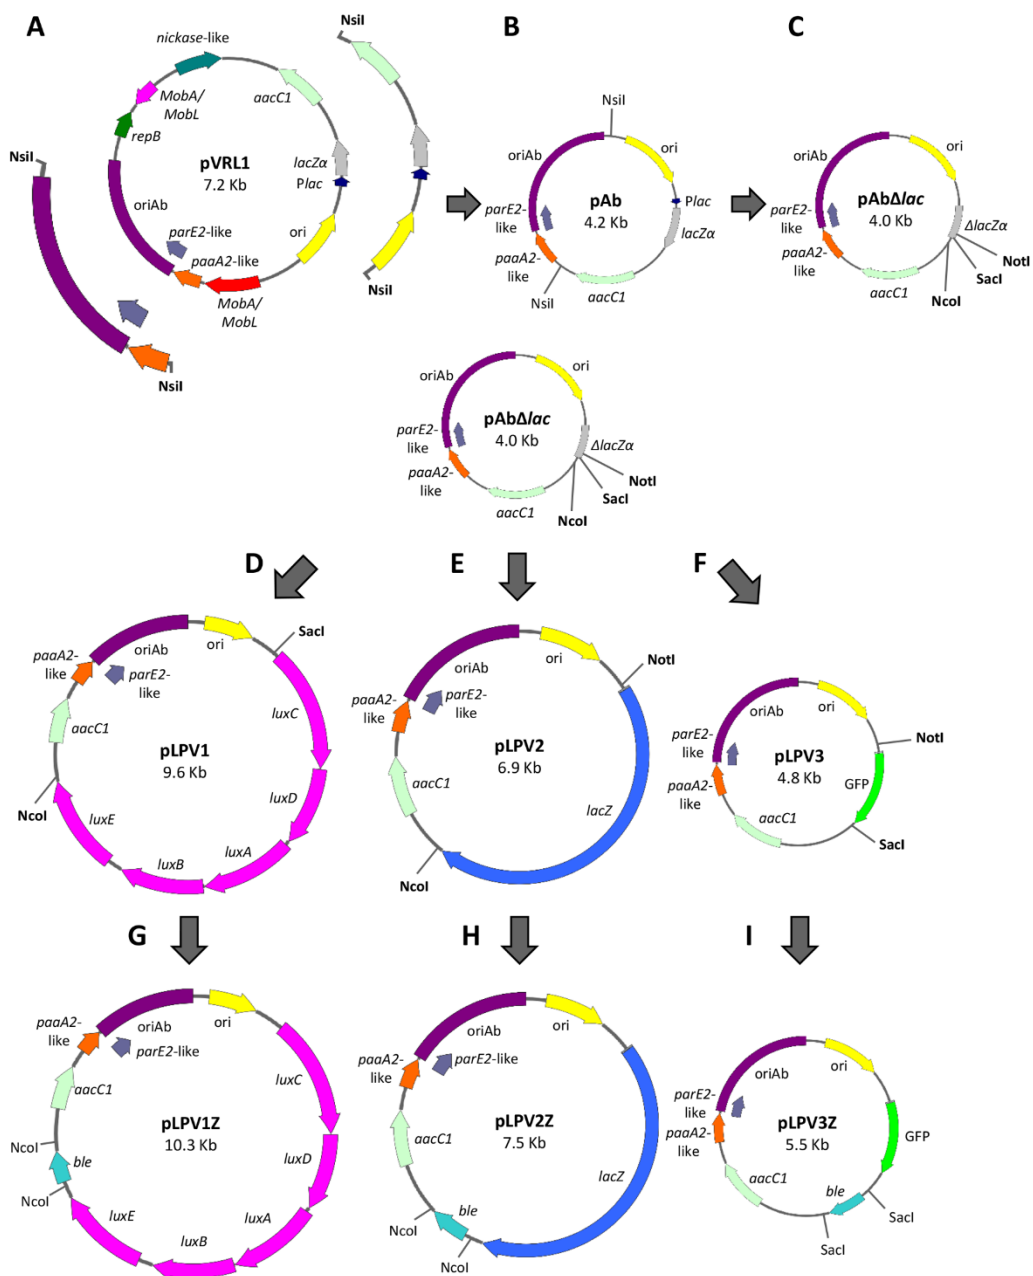 A
NsiI
nickase-like
MobA/
MobL
aacC1
repB
pVRL1
7.2 Kb
lacZα
Plac
NsiI
oriAb
parE2-like
ori
paaA2-like
MobA/
MobL
NsiI
NsiI
B
NsiI
oriAb
ori
pAb
4.2 Kb
Plac
parE2-
like
lacZα
paaA2-
like
NsiI
aacC1
C
oriAb
ori
pAbΔlac
4.0 Kb
parE2-
like
ΔlacZα
paaA2-
like
NotI
SacI
aacC1
NcoI
oriAb
ori
pAbΔlac
4.0 Kb
parE2-
like
ΔlacZα
paaA2-
like
NotI
SacI
aacC1
NcoI
D
SacI
paaA2-
like
oriAb
ori
parE2-
like
luxC
aacC1
pLPV1
9.6 Kb
NcoI
luxD
luxE
luxA
luxB
E
oriAb
ori
NotI
paaA2-
like
parE2-
like
pLPV2
6.9 Kb
aacC1
lacZ
NcoI
F
oriAb
ori
NotI
parE2-
like
pLPV3
4.8 Kb
paaA2-
like
GFP
aacC1
SacI
G
paaA2-
like
oriAb
ori
parE2-like
luxC
aacC1
pLPV1Z
10.3 Kb
NcoI
ble
luxD
NcoI
luxE
luxA
luxB
H
oriAb
ori
paaA2-
like
parE2-like
pLPV2Z
7.5 Kb
aacC1
lacZ
ble
NcoI
NcoI
I
oriAb
ori
parE2-
like
pLPV3Z
5.5 Kb
paaA2-
like
GFP
aacC1
ble
SacI
SacI